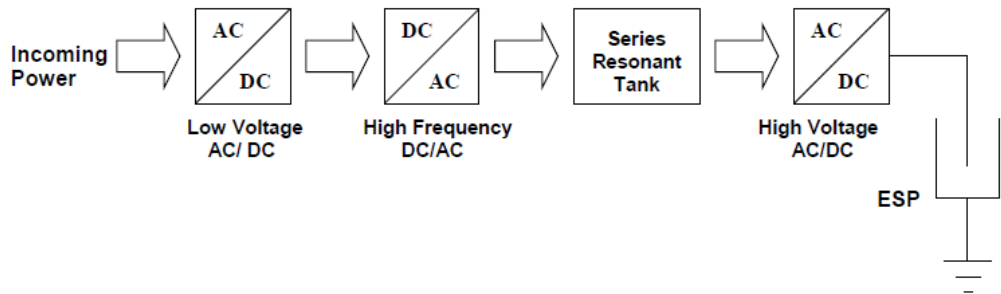 Incoming
Power
AC
DC
Low Voltage
AC/ DC
DC
AC
High Frequency
DC/AC
Series
Resonant
Tank
AC
DC
High Voltage
AC/DC
ESP